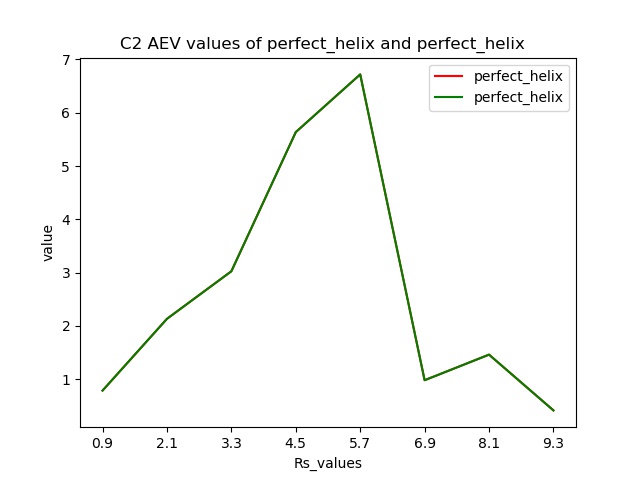 C2 AEV values of perfect_helix and perfect_helix
perfect_helix
perfect_helix
value
7
6
5
4
3
2
1
0.9 2.1 3.3 4.5 5.7 6.9 8.1 9.3
Rs_values